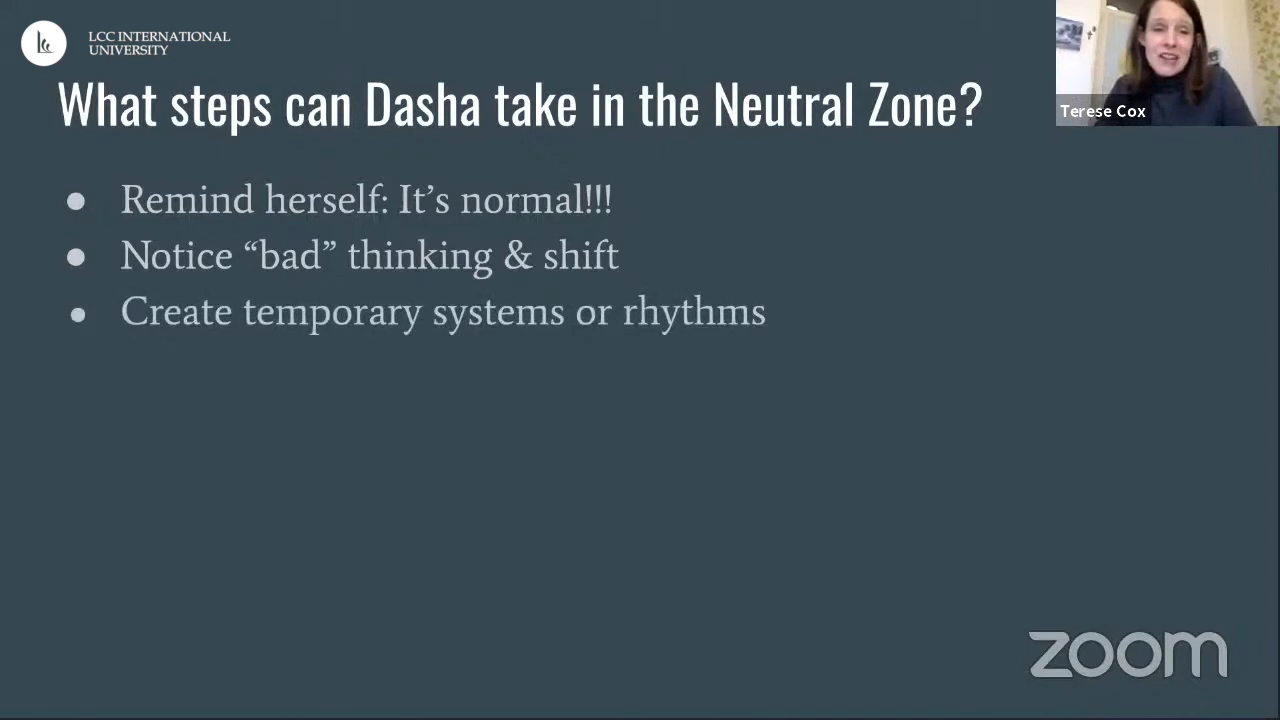 LCC INTERNATIONAL
UNIVERSITY
What steps can Dasha take in the Neutral Zone?
Terese Cox
● Remind herself: It’s normal!!!
● Notice “bad” thinking & shift
● Create temporary systems or rhythms
zoom